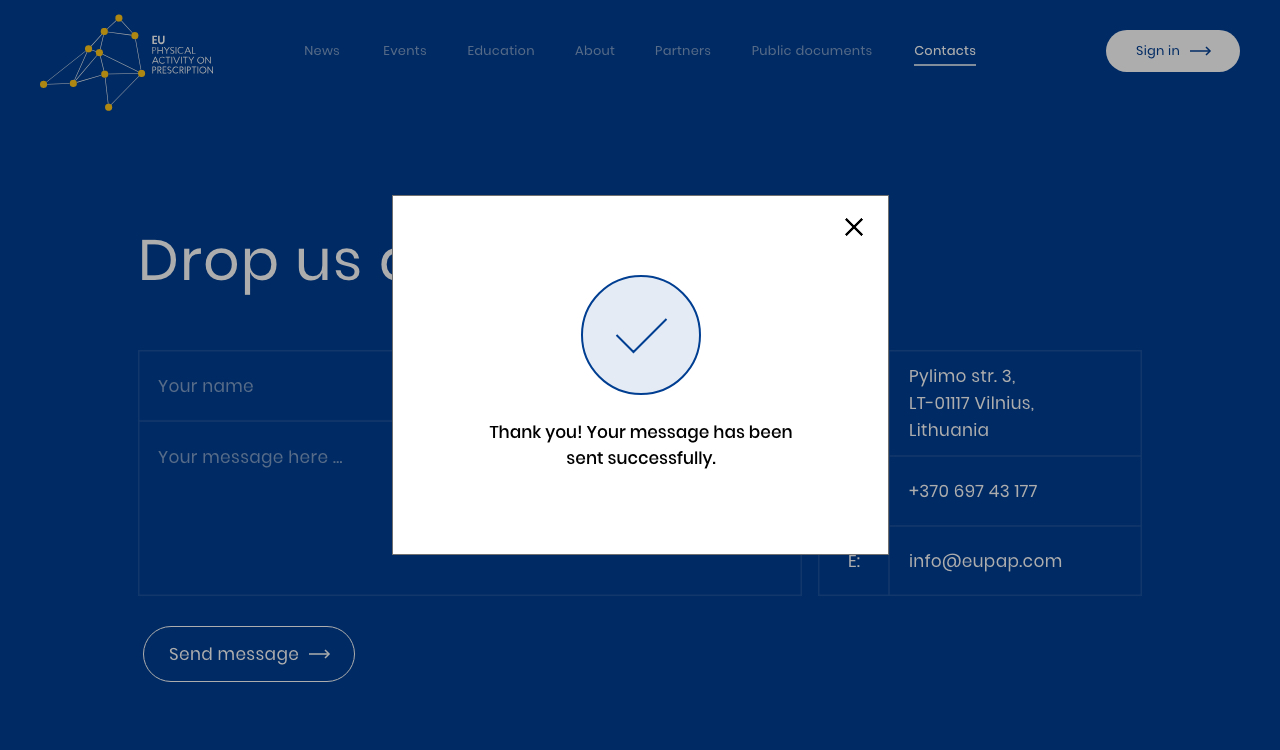 EU
PHYSICAL
ACTIVITY ON
PRESCRIPTION
News Events Education About Partners Public documents Contacts
Sign in
Drop us
Thank you! Your message has been
sent successfully.
Your name
Your message here ...
Send message
Pylimo str. 3,
LT-01117 Vilnius,
Lithuania
+370 697 43 177
E: info@eupap.com